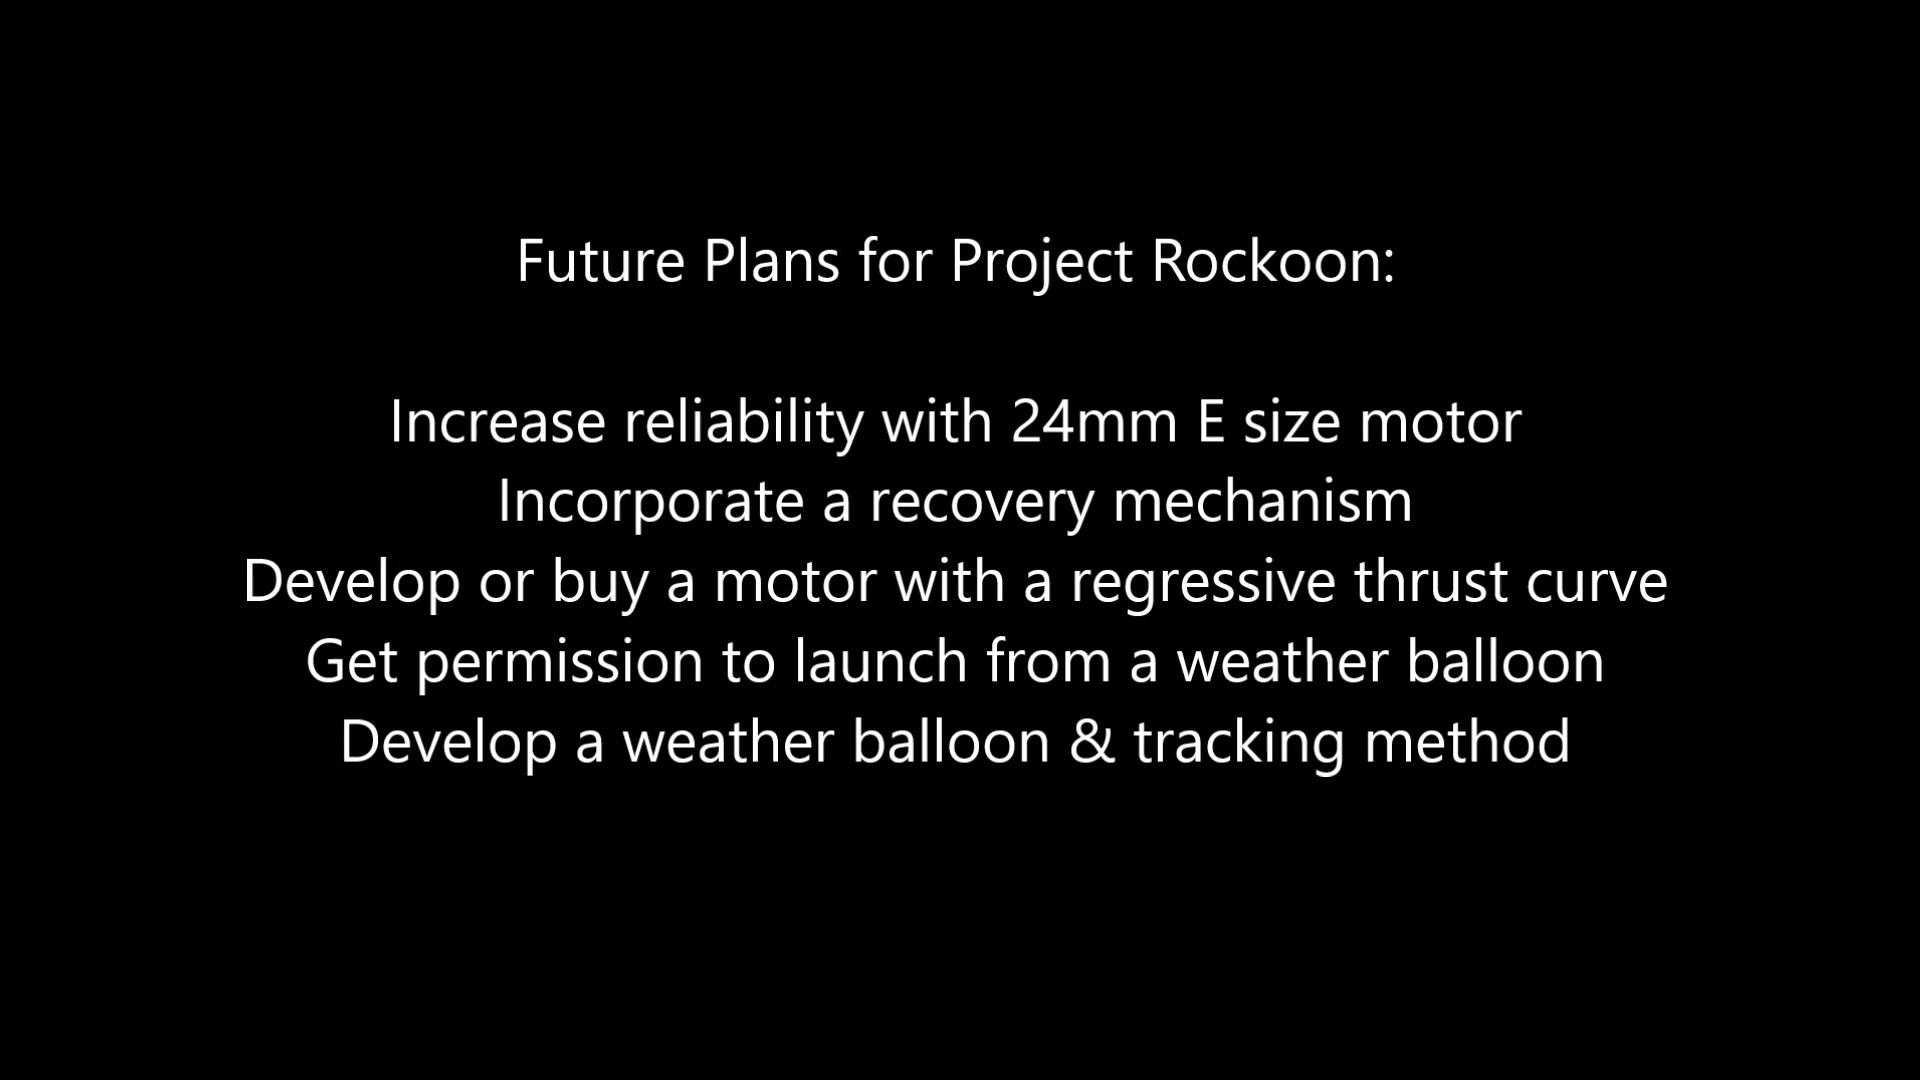 Future Plans for Project Rockoon:
Increase reliability with 24mm E size motor
Incorporate a recovery mechanism
Develop or buy a motor with a regressive thrust curve
Get permission to launch from a weather balloon
Develop a weather balloon & tracking method